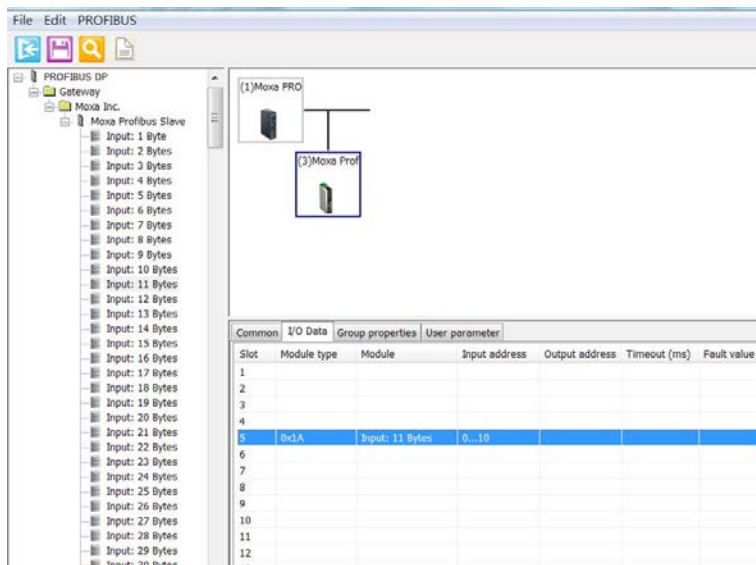 File Edit PROFIBUS
PROFIBUS DP
Gateway
Moxa Inc.
Moxa Profibus Slave
Input: 1 Byte
Input: 2 Bytes
Input: 3 Bytes
Input: 4 Bytes
Input: 5 Bytes
Input: 6 Bytes
Input: 7 Bytes
Input: 8 Bytes
Input: 9 Bytes
Input: 10 Bytes
Input: 11 Bytes
Input: 12 Bytes
Input: 13 Bytes
Input: 14 Bytes
Input: 15 Bytes
Input: 16 Bytes
Input: 17 Bytes
Input: 18 Bytes
Input: 19 Bytes
Input: 20 Bytes
Input: 21 Bytes
Input: 22 Bytes
Input: 23 Bytes
Input: 24 Bytes
Input: 25 Bytes
Input: 26 Bytes
Input: 27 Bytes
Input: 28 Bytes
Input: 29 Bytes
Input: 30 Bytes
(1)Moxa PRO
(3)Moxa Prof
Common I/O Data Group properties User parameter
Slot Module type Module Input address Output address Timeout (ms) Fault value
1
2
3
4
5 0x1A Input: 11 Bytes 0...10
6
7
8
9
10
11
12